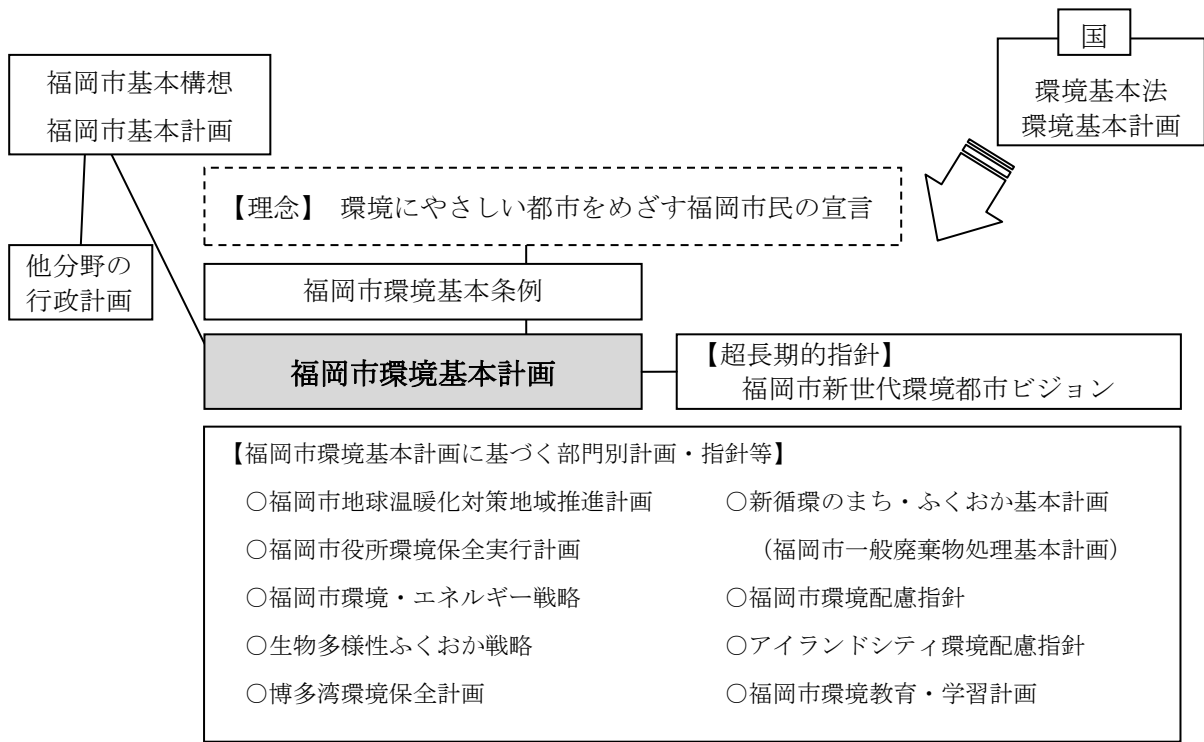 福岡市基本構想
福岡市基本計画
国
環境基本法
環境基本計画
【理念】 環境にやさしい都市をめざす福岡市民の宣言
他分野の
行政計画
福岡市環境基本条例
福岡市環境基本計画
【超長期的指針】
福岡市新世代環境都市ビジョン
【福岡市環境基本計画に基づく部門別計画・指針等】
○福岡市地球温暖化対策地域推進計画
○福岡市役所環境保全実行計画
○福岡市環境・エネルギー戦略
○生物多様性ふくおか戦略
○博多湾環境保全計画
○新循環のまち・ふくおか基本計画
（福岡市一般廃棄物処理基本計画）
○福岡市環境配慮指針
○アイランドシティ環境配慮指針
○福岡市環境教育・学習計画